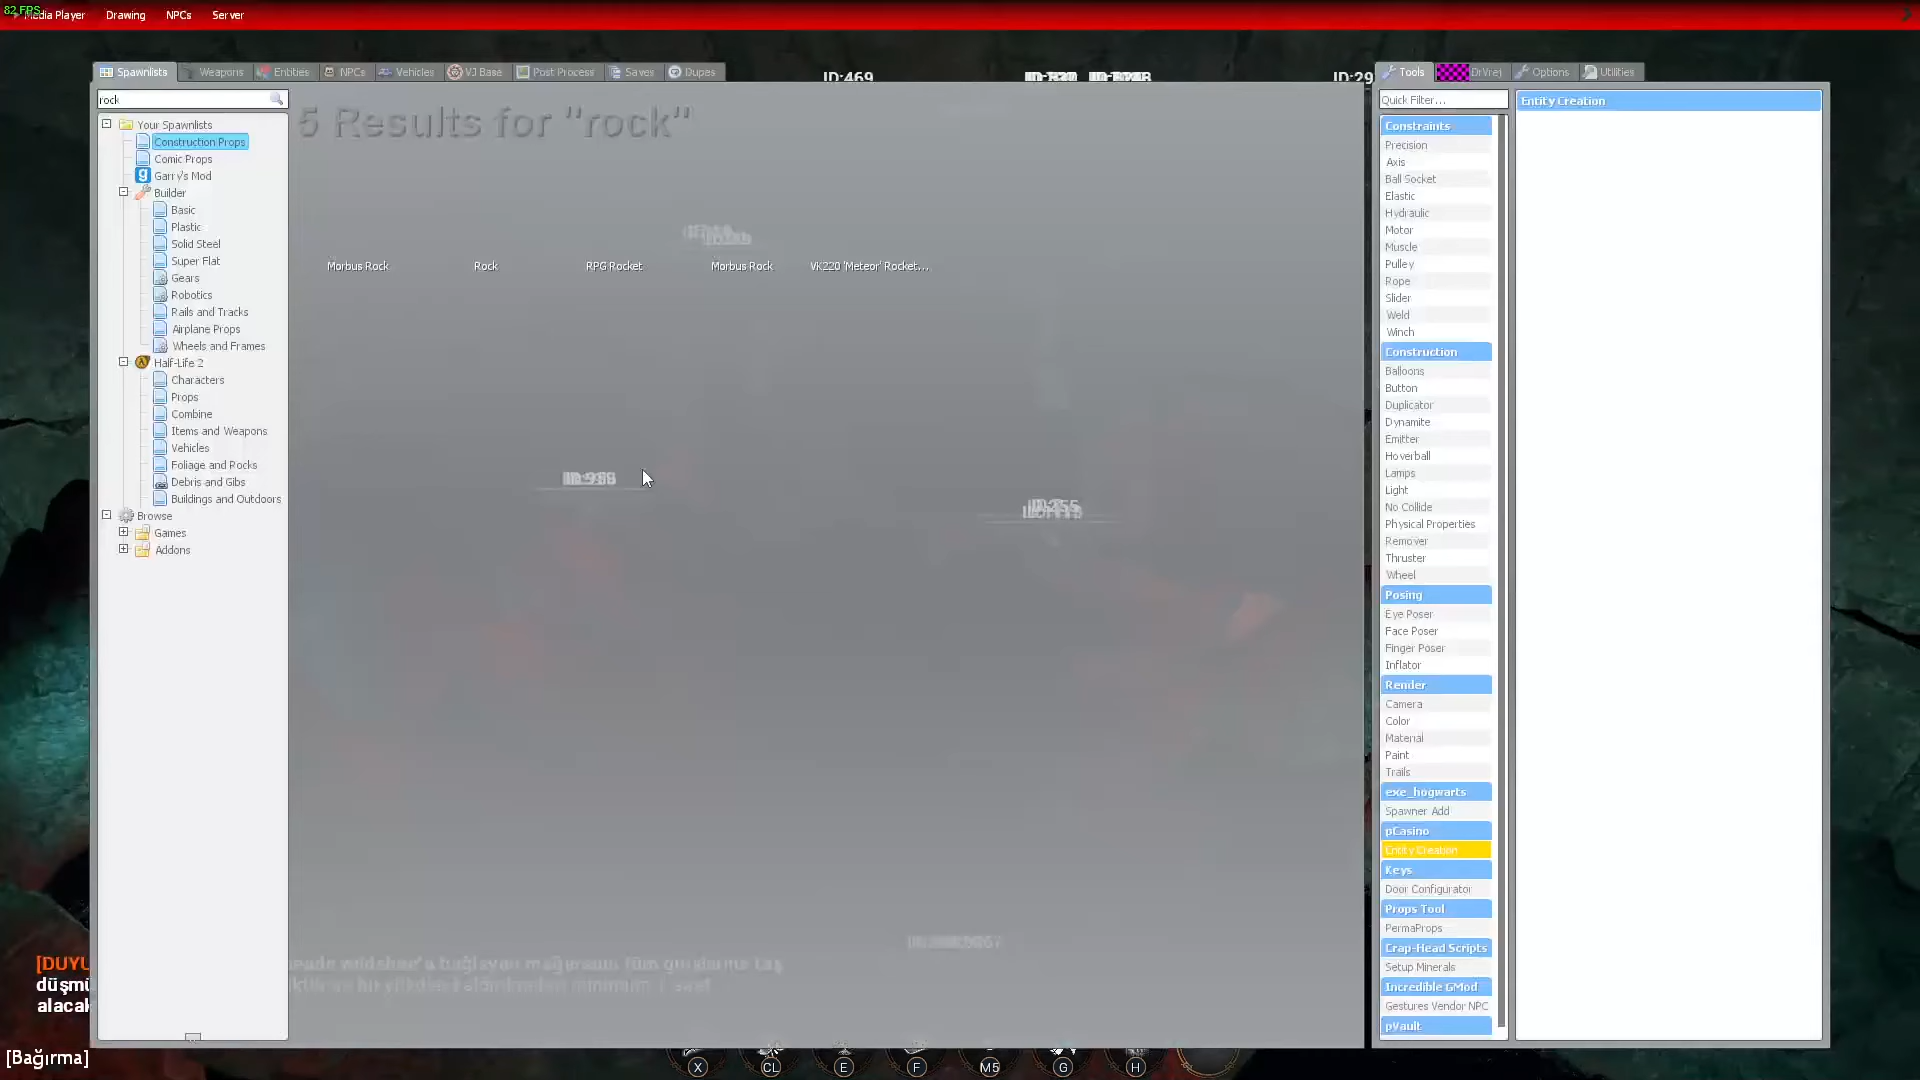 82 FPS
Media Player Drawing NPCs Server
Spawnlists Weapons Entities NPCs Vehicles VJ Base Post Process Saves Dupes
ID:469
ID:29
Tools DrVrej Options Utilities
rock
Your Spawnlists
Construction Props
Comic Props
Garry's Mod
Builder
Basic
Plastic
Solid Steel
Super Flat
Gears
Robotics
Rails and Tracks
Airplane Props
Wheels and Frames
Half-Life 2
Characters
Props
Combine
Items and Weapons
Vehicles
Foliage and Rocks
Debris and Gibs
Buildings and Outdoors
Browse
Games
Addons
5 Results for "rock"
Morbus Rock
Rock
RPG Rocket
Morbus Rock
VK220 'Meteor' Rocket...
Quick Filter...
Constraints
Precision
Axis
Ball Socket
Elastic
Hydraulic
Motor
Muscle
Pulley
Rope
Slider
Weld
Winch
Construction
Balloons
Button
Duplicator
Dynamite
Emitter
Hoverball
Lamps
Light
No Collide
Physical Properties
Remover
Thruster
Wheel
Posing
Eye Poser
Face Poser
Finger Poser
Inflator
Render
Camera
Color
Material
Paint
Trails
exe_hogwarts
Spawner Add
pCasino
Entity Creation
Keys
Door Configurator
Props Tool
PermaProps
Crap-Head Scripts
Setup Minerals
Incredible GMod
Gestures Vendor NPC
pVault
Entity Creation
[DUYU
düşmü
alacak
[Bağırma]
X CL E F M5 G H